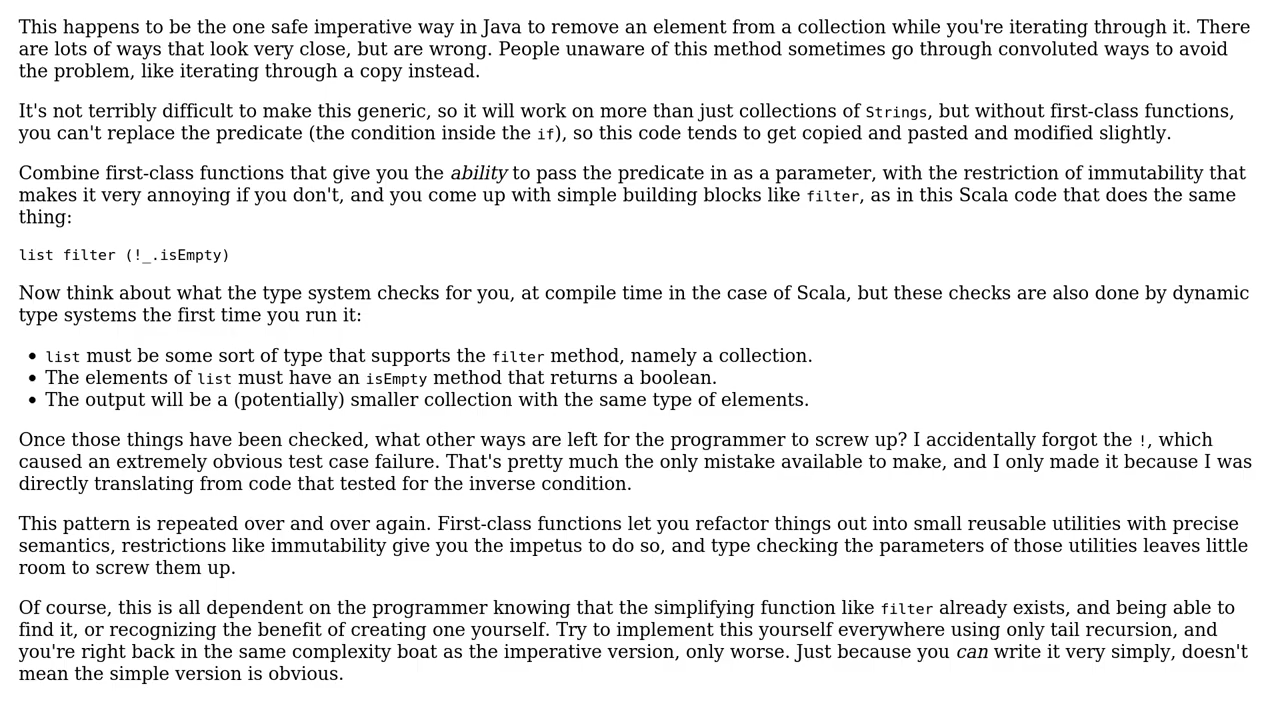 This happens to be the one safe imperative way in Java to remove an element from a collection while you're iterating through it. There
are lots of ways that look very close, but are wrong. People unaware of this method sometimes go through convoluted ways to avoid
the problem, like iterating through a copy instead.
It's not terribly difficult to make this generic, so it will work on more than just collections of Strings, but without first-class functions,
you can't replace the predicate (the condition inside the if), so this code tends to get copied and pasted and modified slightly.
Combine first-class functions that give you the ability to pass the predicate in as a parameter, with the restriction of immutability that
makes it very annoying if you don't, and you come up with simple building blocks like filter, as in this Scala code that does the same
thing:
list filter (!_.isEmpty)
Now think about what the type system checks for you, at compile time in the case of Scala, but these checks are also done by dynamic
type systems the first time you run it:
• list must be some sort of type that supports the filter method, namely a collection.
• The elements of list must have an isEmpty method that returns a boolean.
• The output will be a (potentially) smaller collection with the same type of elements.
Once those things have been checked, what other ways are left for the programmer to screw up? I accidentally forgot the !, which
caused an extremely obvious test case failure. That's pretty much the only mistake available to make, and I only made it because I was
directly translating from code that tested for the inverse condition.
This pattern is repeated over and over again. First-class functions let you refactor things out into small reusable utilities with precise
semantics, restrictions like immutability give you the impetus to do so, and type checking the parameters of those utilities leaves little
room to screw them up.
Of course, this is all dependent on the programmer knowing that the simplifying function like filter already exists, and being able to
find it, or recognizing the benefit of creating one yourself. Try to implement this yourself everywhere using only tail recursion, and
you're right back in the same complexity boat as the imperative version, only worse. Just because you can write it very simply, doesn't
mean the simple version is obvious.